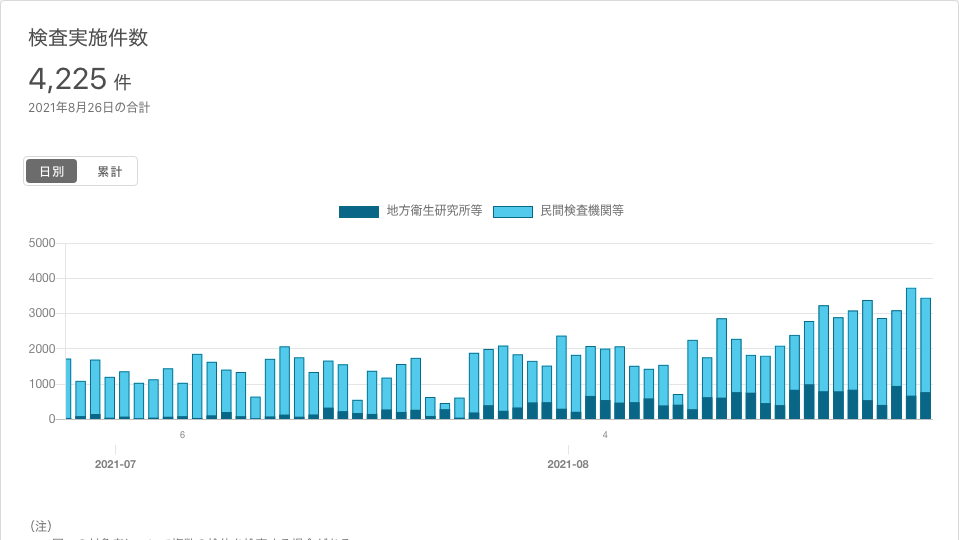 検査実施件数
4,225 件
2021年8月26日の合計
日別 累計
地方衛生研究所等 民間検査機関等
5000
4000
3000
2000
1000
0
6 4
2021-07 2021-08
（注）